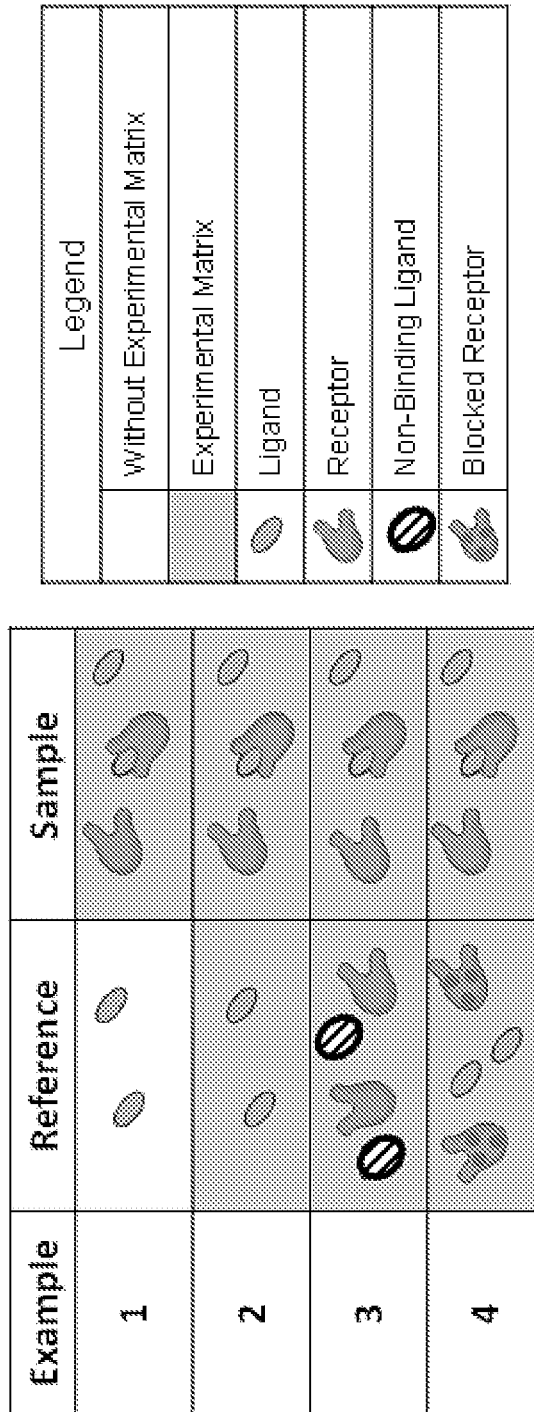 Example Reference Sample
1
2
3
4
Legend
Without Experimental Matrix
Experimental Matrix
Ligand
Receptor
Non-Binding Ligand
Blocked Receptor